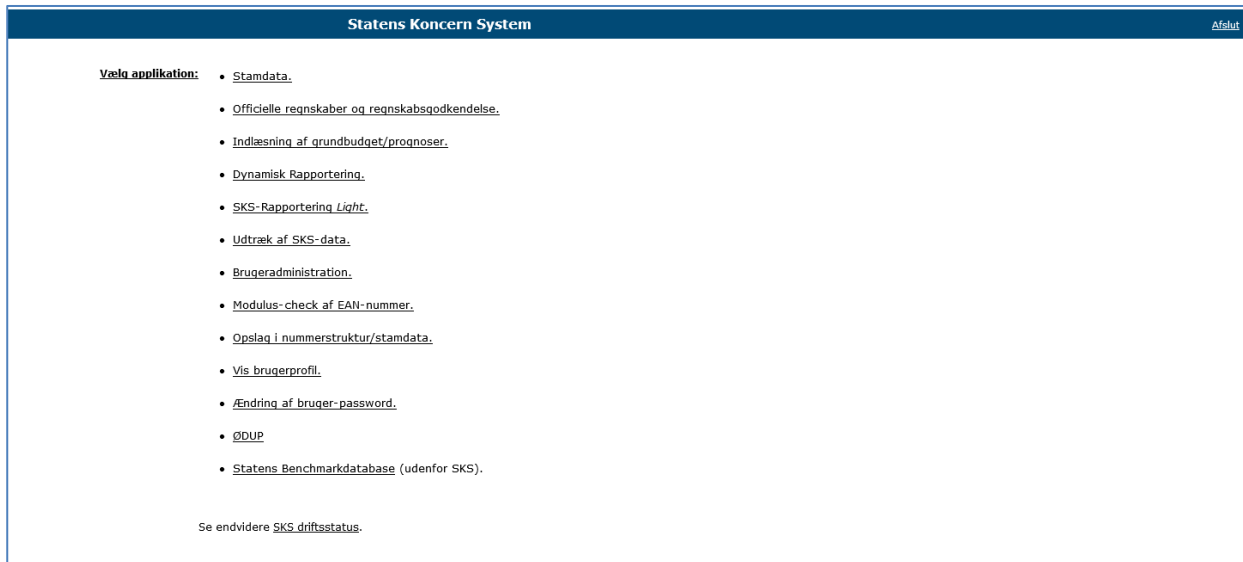 Statens Koncern System
Afslut
Vælg applikation:
• Stamdata.
• Officielle regnskaber og regnskabsgodkendelse.
• Indlæsning af grundbudget/prognoser.
• Dynamisk Rapportering.
• SKS-Rapportering Light.
• Udtræk af SKS-data.
• Brugeradministration.
• Modulus-check af EAN-nummer.
• Opslag i nummerstruktur/stamdata.
• Vis brugerprofil.
• Ændring af bruger-password.
• ØDUP
• Statens Benchmarkdatabase (udenfor SKS).
Se endvidere SKS driftsstatus.